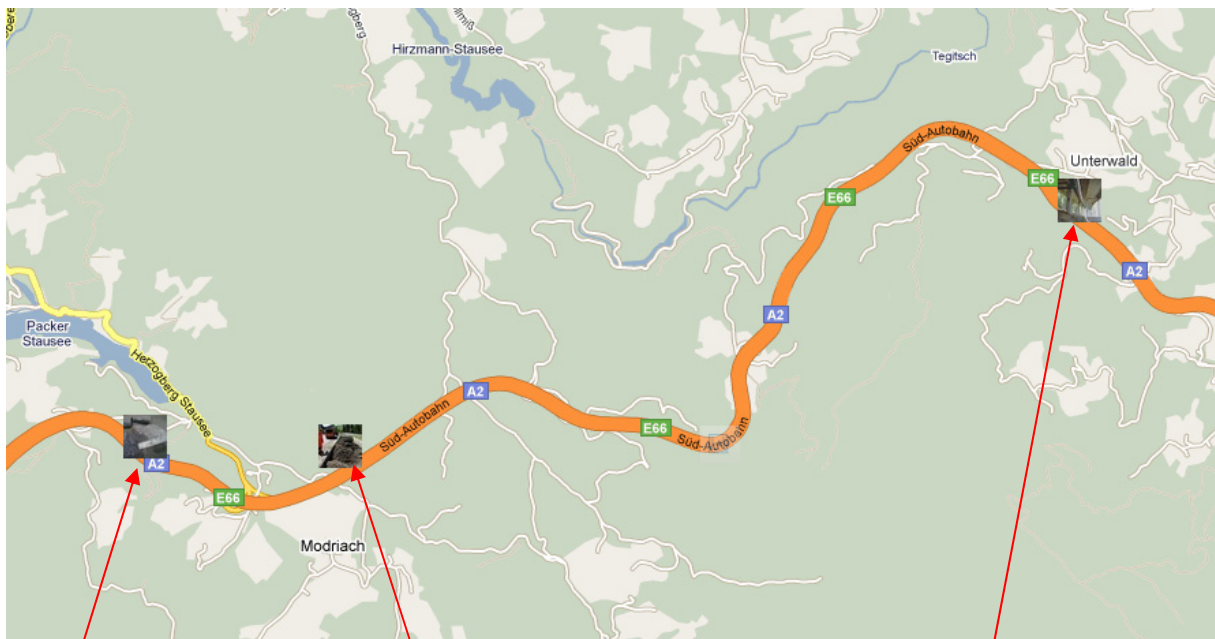 Hirzmann-Stausee
Tegitsch
Süd-Autobahn
Unterwald
E66
E66
A2
A2
Packer
Stausee
Herzogberg Stausee
A2
Süd-Autobahn
E66
Süd-Autobahn
A2
E66
Modriach